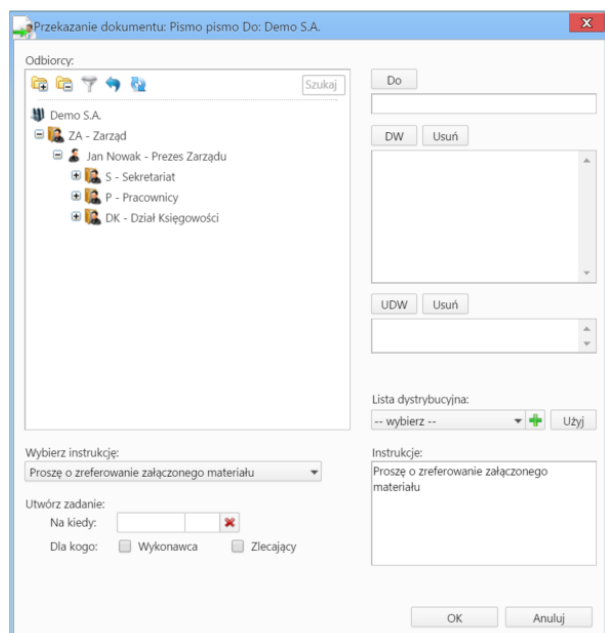 Przekazanie dokumentu: Pismo pismo Do: Demo S.A.
Odbiorcy:
Szukaj
Demo S.A.
ZA - Zarząd
Jan Nowak - Prezes Zarządu
S - Sekretariat
P - Pracownicy
DK - Dział Księgowości
Do
DW Usuń
UDW Usuń
Lista dystrybucyjna:
-- wybierz -- Użyj
Wybierz instrukcję:
Proszę o zreferowanie załączonego materiału
Instrukcje:
Proszę o zreferowanie załączonego
materiału
Utwórz zadanie:
Na kiedy:
Dla kogo: Wykonawca Zlecający
OK Anuluj